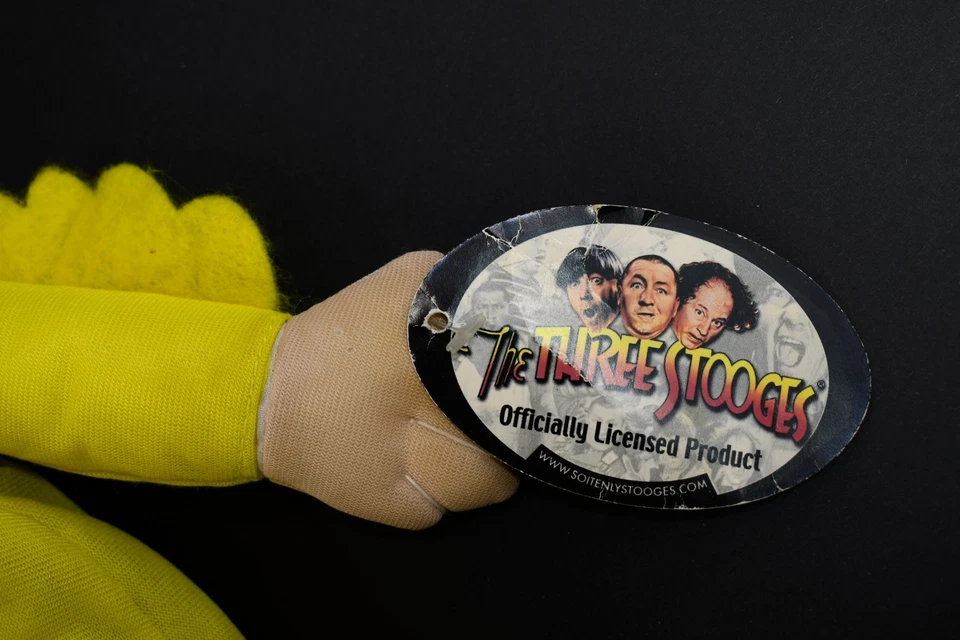 The THREE STOOGES®
Officially Licensed Product
WWW.SOITENLYSTOOGES.COM